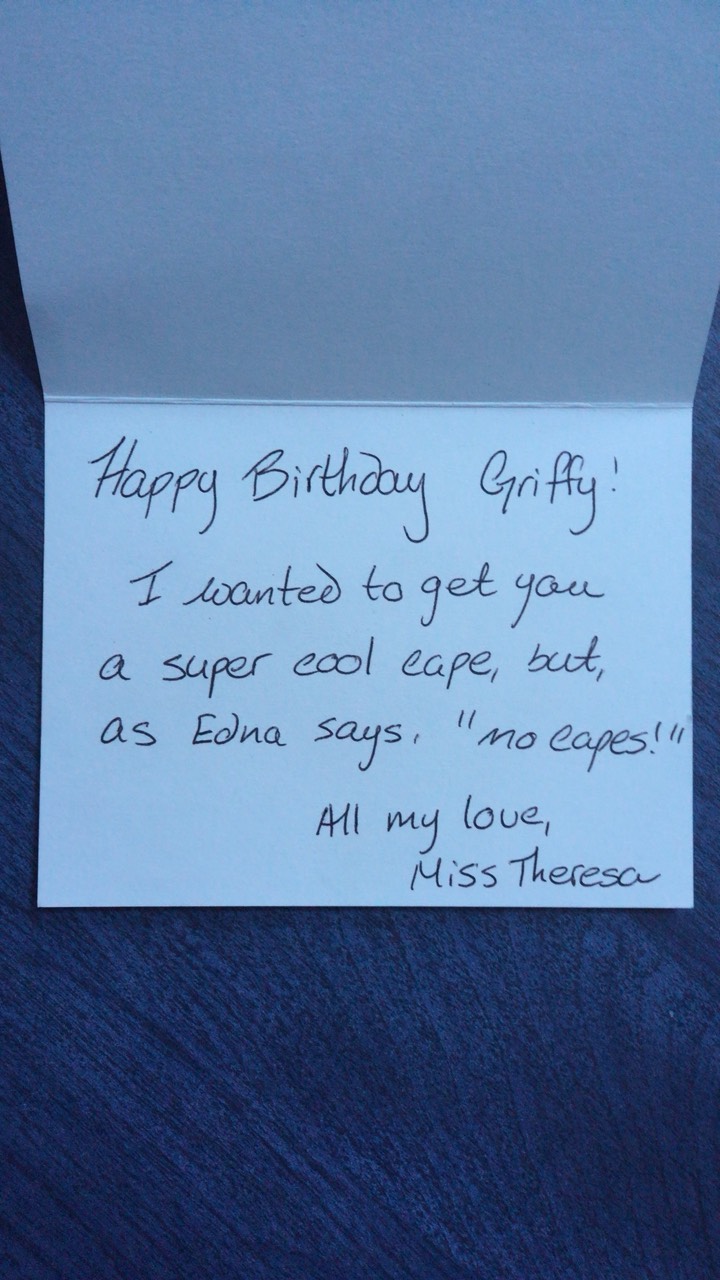 Happy Birthday Griffy!
I wanted to get you
a super cool cape, but,
as Edna says, "no capes!"
All my love,
Miss Theresa